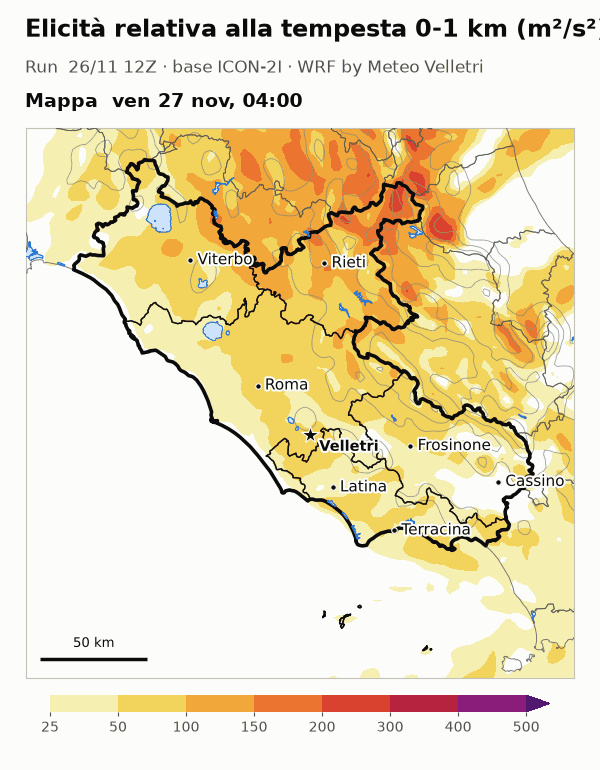 Elicità relativa alla tempesta 0-1 km (m²/s²)
Run 26/11 12Z · base ICON-2I · WRF by Meteo Velletri
Mappa ven 27 nov, 04:00
Viterbo
Rieti
Roma
Velletri
Frosinone
Cassino
Latina
Terracina
50 km
25 50 100 150 200 300 400 500